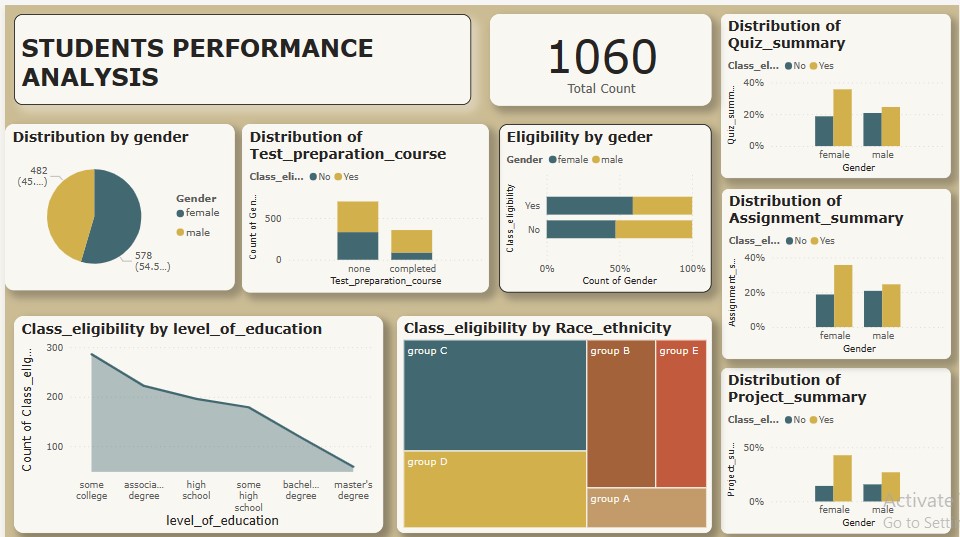 STUDENTS PERFORMANCE
ANALYSIS
1060
Total Count
Distribution by gender
482
(45....)
578
(54.5...)
Gender
female
male
Distribution of
Test_preparation_course
Class_eli... No Yes
Count of Gen...
500
0
none completed
Test_preparation_course
Eligibility by geder
Gender female male
Class_eligibility
Yes
No
0% 50% 100%
Count of Gender
Distribution of
Quiz_summary
Class_el... No Yes
Quiz_summ...
40%
20%
0%
female male
Gender
Distribution of
Assignment_summary
Class_el... No Yes
Assignment_s...
40%
20%
0%
female male
Gender
Distribution of
Project_summary
Class_el... No Yes
Project_su...
50%
0%
female male
Gender
Class_eligibility by level_of_education
Count of Class_elig...
300
200
100
some
college
associa...
degree
high
school
some
high
school
bachel...
degree
master's
degree
level_of_education
Class_eligibility by Race_ethnicity
group C
group B
group E
group D
group A
Activate
Go to Sett